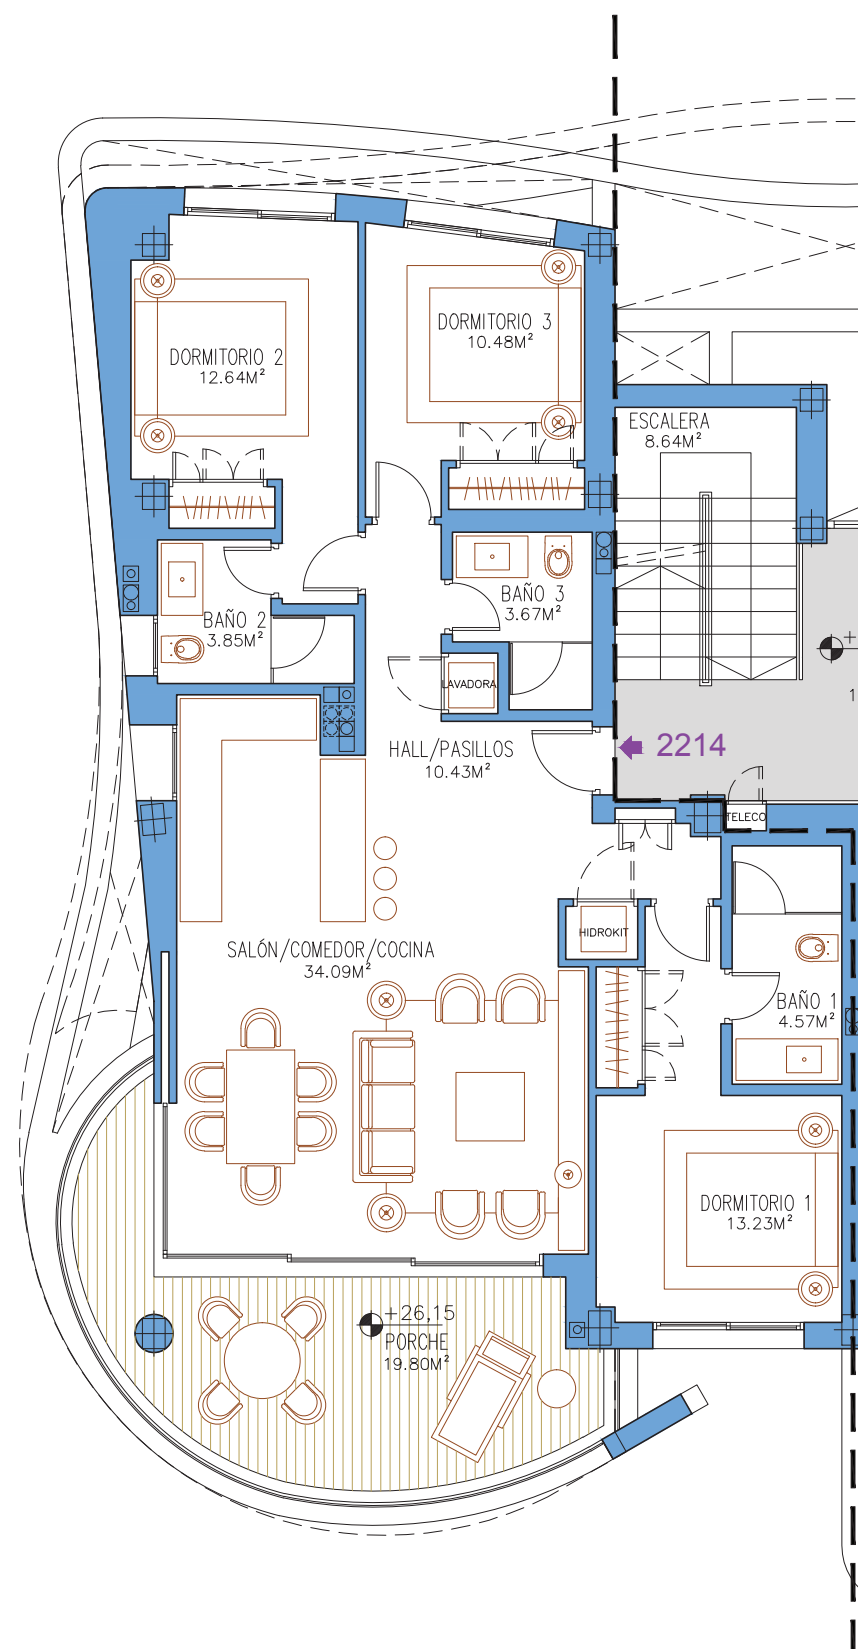 DORMITORIO 3
10.48M²
DORMITORIO 2
12.64M²
ESCALERA
8.64M²
BAÑO 3
3.67M²
BAÑO 2
3.85M²
+
LAVADORA
1
2214
HALL/PASILLOS
10.43M²
TELECO
HIDROKIT
SALÓN/COMEDOR/COCINA
34.09M²
BAÑO 1
4.57M²
DORMITORIO 1
13.23M²
+26,15
PORCHE
19.80M²